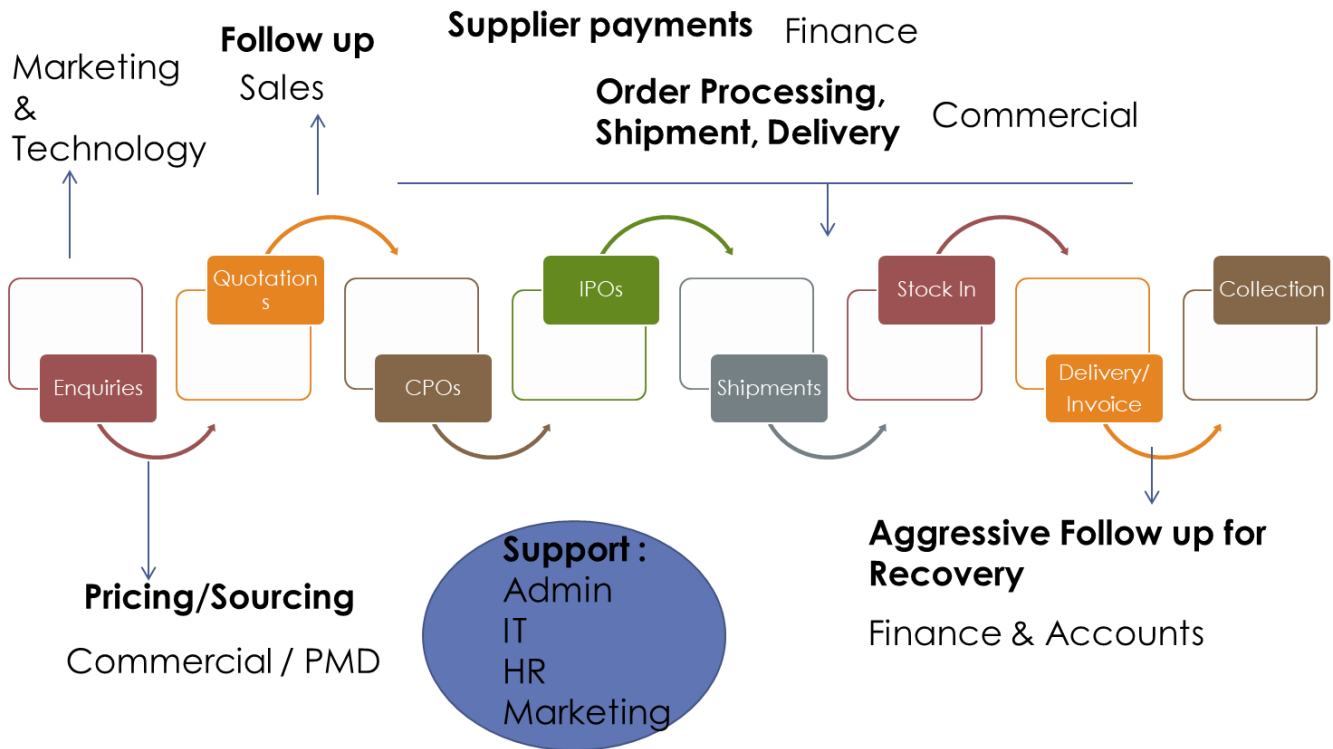 Supplier payments Finance
Follow up
Sales
Marketing
&
Technology
Order Processing,
Shipment, Delivery
Commercial
Quotation
s
IPOs
Stock In
Collection
Enquiries
CPOs
Shipments
Delivery/
Invoice
Pricing/Sourcing
Commercial / PMD
Support :
Admin
IT
HR
Marketing
Aggressive Follow up for
Recovery
Finance & Accounts